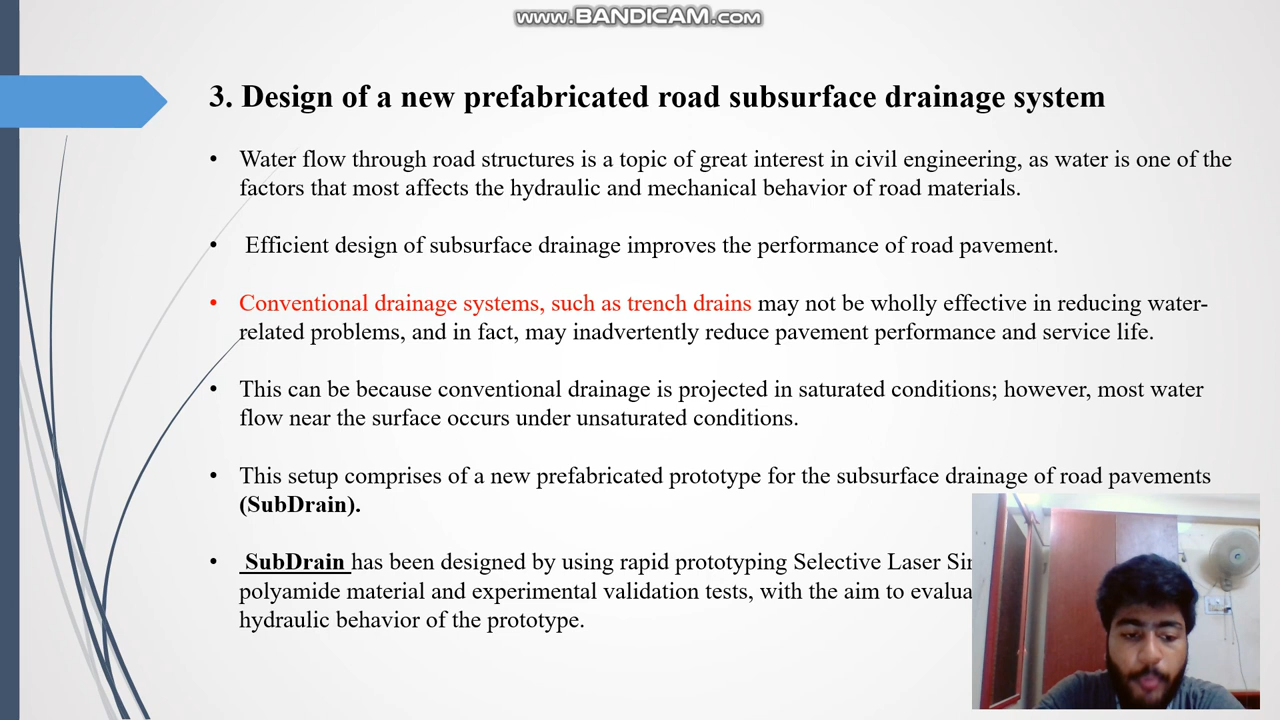 www.BANDICAM.com
3. Design of a new prefabricated road subsurface drainage system
• Water flow through road structures is a topic of great interest in civil engineering, as water is one of the
factors that most affects the hydraulic and mechanical behavior of road materials.
• Efficient design of subsurface drainage improves the performance of road pavement.
• Conventional drainage systems, such as trench drains may not be wholly effective in reducing water-
related problems, and in fact, may inadvertently reduce pavement performance and service life.
• This can be because conventional drainage is projected in saturated conditions; however, most water
flow near the surface occurs under unsaturated conditions.
• This setup comprises of a new prefabricated prototype for the subsurface drainage of road pavements
(SubDrain).
• SubDrain has been designed by using rapid prototyping Selective Laser
polyamide material and experimental validation tests, with the aim to
hydraulic behavior of the prototype.